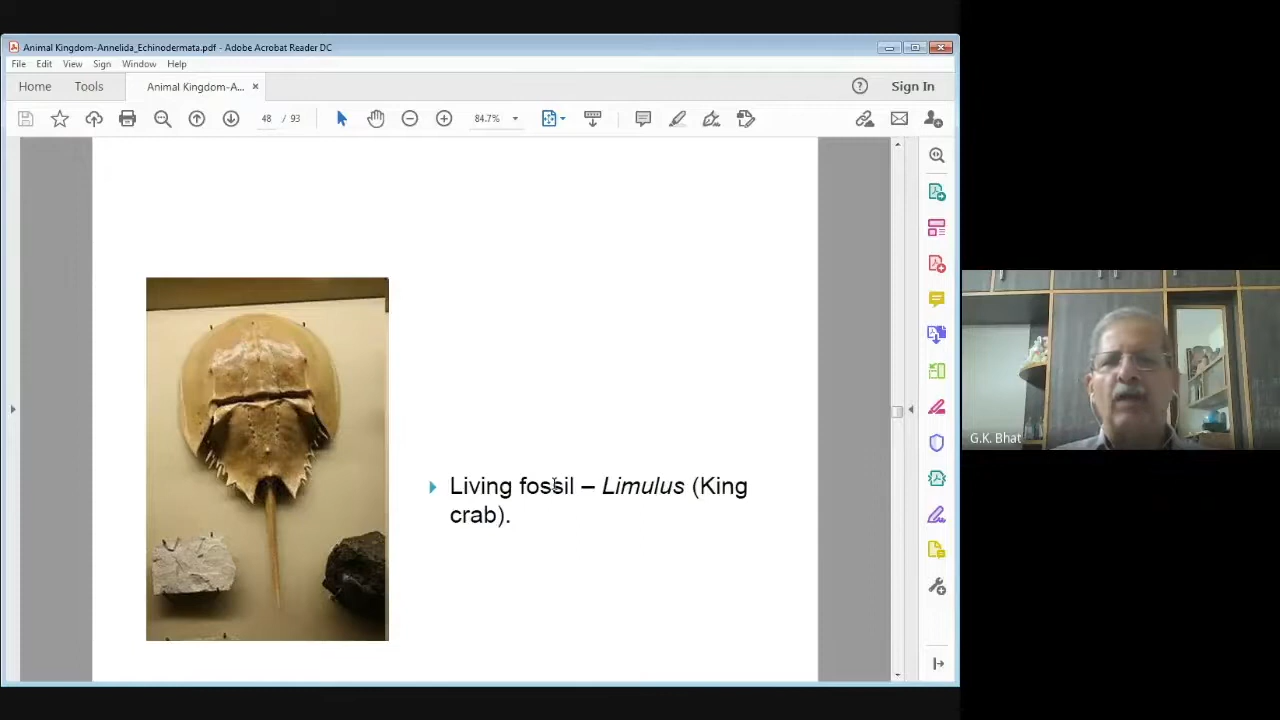 Animal Kingdom-Annelida_Echinodermata.pdf - Adobe Acrobat Reader DC
File Edit View Sign Window Help
Home Tools Animal Kingdom-A... × Sign In
48 / 93 84.7%
Living fossil – Limulus (King
crab).
G.K. Bhat